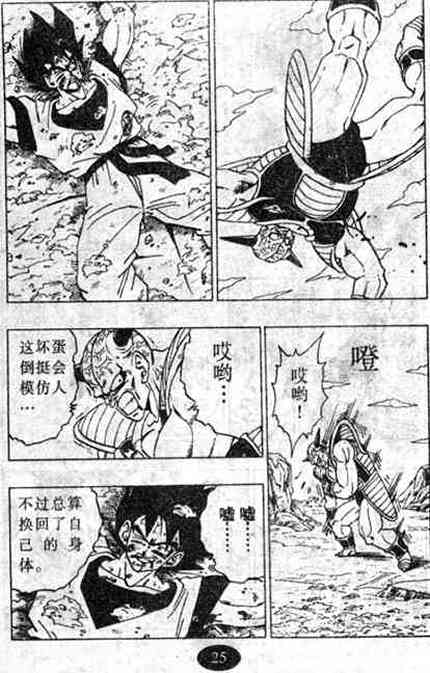 噔
哎哟！
哎哟…
这坏蛋
倒挺会
模仿人
…
嘘……
嘘……
不过总算
换回了自
己的身
体。
25